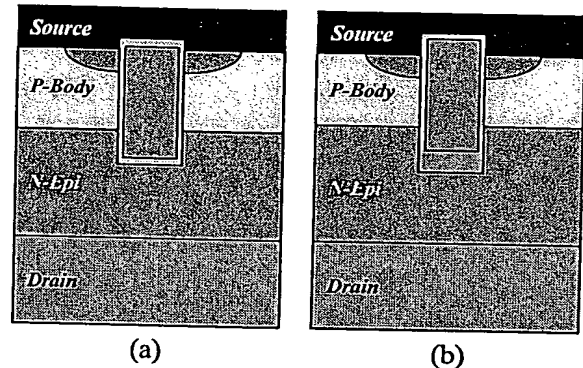 Source
P-Body
N-Epi
Drain
(a)
Source
P-Body
N-Epi
Drain
(b)